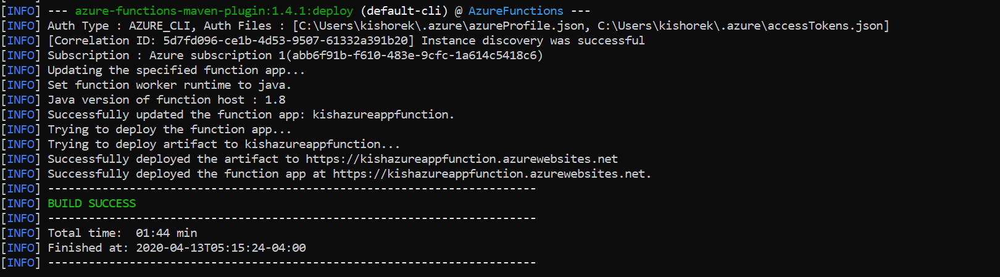 [INFO] --- azure-functions-maven-plugin:1.4.1:deploy (default-cli) @ AzureFunctions ---
[INFO] Auth Type : AZURE_CLI, Auth Files : [C:\Users\kishorek\.azure\azureProfile.json, C:\Users\kishorek\.azure\accessTokens.json]
[INFO] [Correlation ID: 5d7fd096-ce1b-4d53-9507-61332a391b20] Instance discovery was successful
[INFO] Subscription : Azure subscription 1(abb6f91b-f610-483e-9cfc-1a614c5418c6)
[INFO] Updating the specified function app...
[INFO] Set function worker runtime to java.
[INFO] Java version of function host : 1.8
[INFO] Successfully updated the function app: kishazureappfunction.
[INFO] Trying to deploy the function app...
[INFO] Trying to deploy artifact to kishazureappfunction...
[INFO] Successfully deployed the artifact to https://kishazureappfunction.azurewebsites.net
[INFO] Successfully deployed the function app at https://kishazureappfunction.azurewebsites.net.
[INFO] ------------------------------------------------------------------------
[INFO] BUILD SUCCESS
[INFO] ------------------------------------------------------------------------
[INFO] Total time:  01:44 min
[INFO] Finished at: 2020-04-13T05:15:24-04:00
[INFO] ------------------------------------------------------------------------